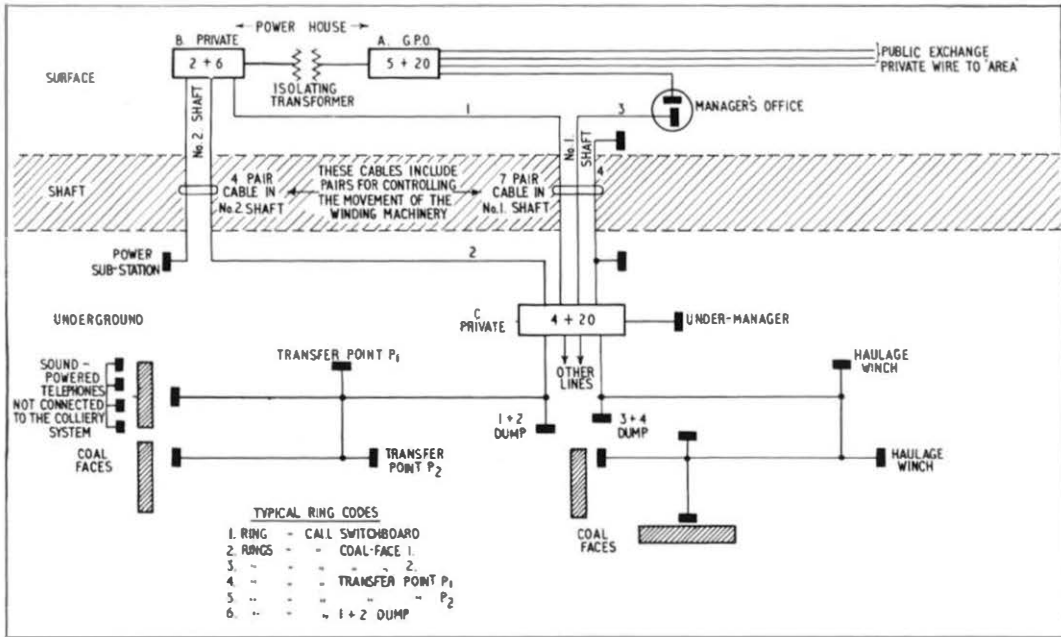 ← POWER HOUSE →
B. PRIVATE
2 + 6
A. G.P.O.
5 + 20
ISOLATING
TRANSFORMER
PUBLIC EXCHANGE
PRIVATE WIRE TO 'AREA'
SURFACE
MANAGER'S OFFICE
1
3
No.2. SHAFT
No.1. SHAFT
4
SHAFT
4 PAIR
CABLE IN
No.2 SHAFT
THESE CABLES INCLUDE
PAIRS FOR CONTROLLING
THE MOVEMENT OF THE
WINDING MACHINERY
7 PAIR
CABLE IN
No.1. SHAFT
POWER
SUB-STATION
2
UNDERGROUND
C
PRIVATE
4 + 20
UNDER-MANAGER
OTHER
LINES
SOUND-
POWERED
TELEPHONES
NOT CONNECTED
TO THE COLLIERY
SYSTEM
TRANSFER POINT P1
1 + 2
DUMP
3 + 4
DUMP
HAULAGE
WINCH
COAL
FACES
TRANSFER
POINT P2
HAULAGE
WINCH
COAL
FACES
TYPICAL RING CODES
1. RING - CALL SWITCHBOARD
2. RINGS - " COAL-FACE 1.
3. " - " " " 2.
4. " - " TRANSFER POINT P1
5. " - " " " P2
6. " - " 1 + 2 DUMP